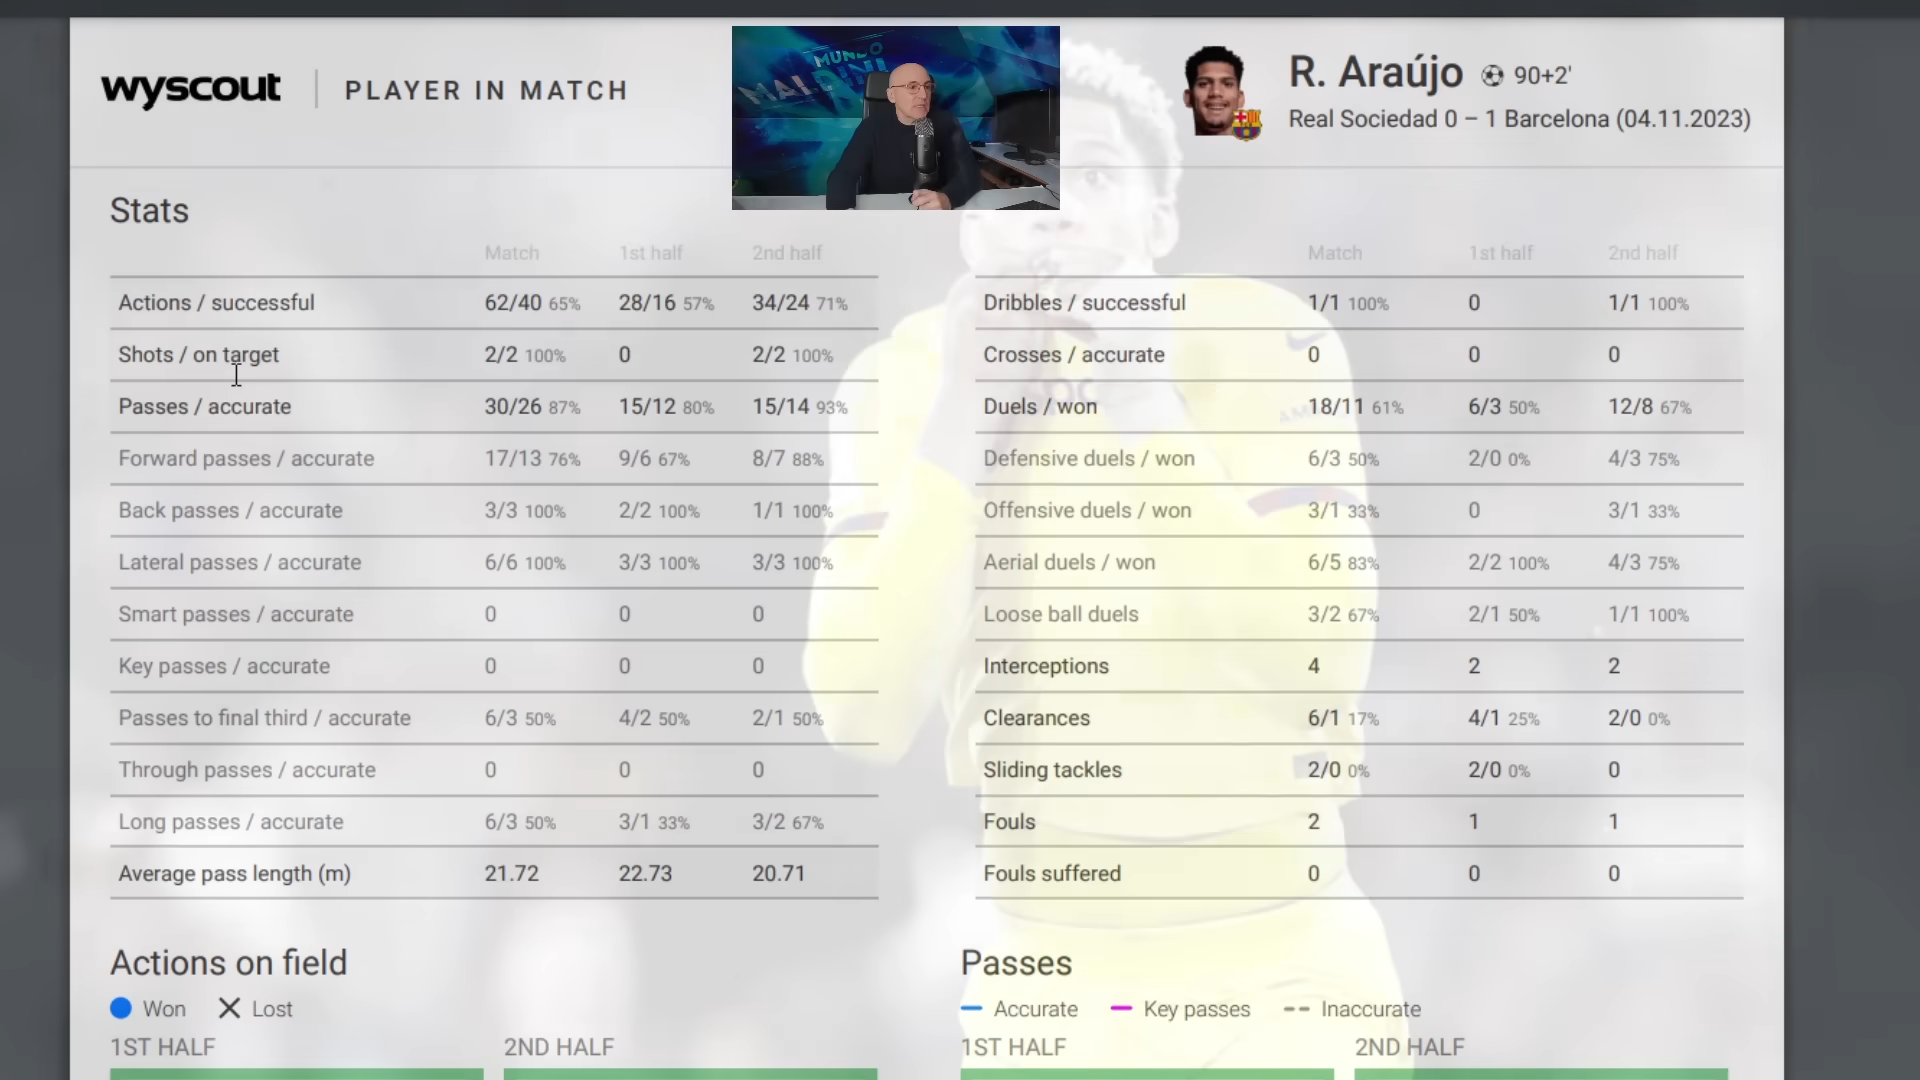 wyscout PLAYER IN MATCH
MUNDO
MALDINI
R. Araújo 90+2'
Real Sociedad 0 – 1 Barcelona (04.11.2023)
Stats
Match 1st half 2nd half
Actions / successful 62/40 65% 28/16 57% 34/24 71%
Shots / on target 2/2 100% 0 2/2 100%
Passes / accurate 30/26 87% 15/12 80% 15/14 93%
Forward passes / accurate 17/13 76% 9/6 67% 8/7 88%
Back passes / accurate 3/3 100% 2/2 100% 1/1 100%
Lateral passes / accurate 6/6 100% 3/3 100% 3/3 100%
Smart passes / accurate 0 0 0
Key passes / accurate 0 0 0
Passes to final third / accurate 6/3 50% 4/2 50% 2/1 50%
Through passes / accurate 0 0 0
Long passes / accurate 6/3 50% 3/1 33% 3/2 67%
Average pass length (m) 21.72 22.73 20.71
Match 1st half 2nd half
Dribbles / successful 1/1 100% 0 1/1 100%
Crosses / accurate 0 0 0
Duels / won 18/11 61% 6/3 50% 12/8 67%
Defensive duels / won 6/3 50% 2/0 0% 4/3 75%
Offensive duels / won 3/1 33% 0 3/1 33%
Aerial duels / won 6/5 83% 2/2 100% 4/3 75%
Loose ball duels 3/2 67% 2/1 50% 1/1 100%
Interceptions 4 2 2
Clearances 6/1 17% 4/1 25% 2/0 0%
Sliding tackles 2/0 0% 2/0 0% 0
Fouls 2 1 1
Fouls suffered 0 0 0
Actions on field
Won Lost
1ST HALF 2ND HALF
Passes
Accurate Key passes Inaccurate
1ST HALF 2ND HALF